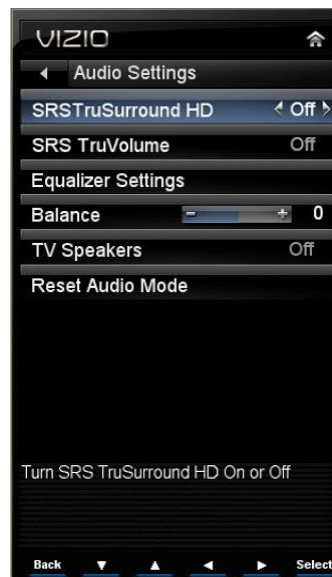 VIZIO
Audio Settings
SRSTruSurround HD Off
SRS TruVolume Off
Equalizer Settings
Balance - + 0
TV Speakers Off
Reset Audio Mode
Turn SRS TruSurround HD On or Off
Back ▼ ▲ ◀ ▶ Select